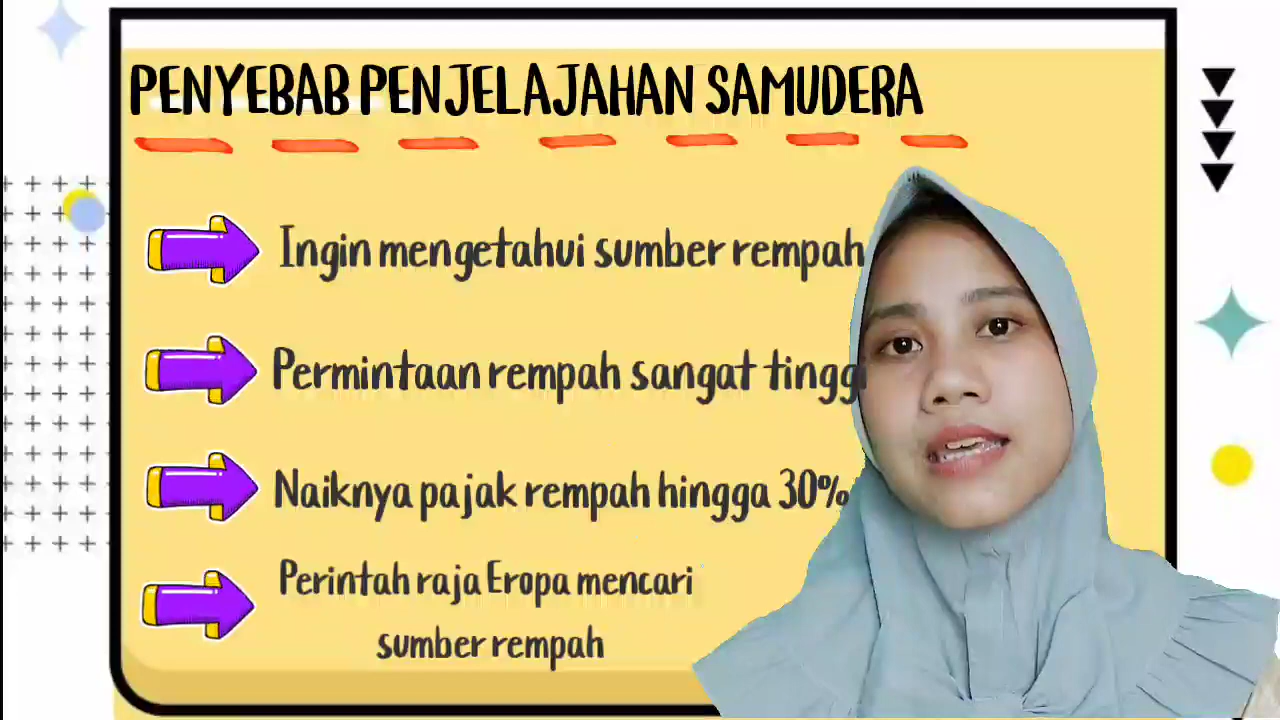 PENYEBAB PENJELAJAHAN SAMUDERA
Ingin mengetahui sumber rempah
Permintaan rempah sangat tinggi
Naiknya pajak rempah hingga 30%
Perintah raja Eropa mencari
sumber rempah